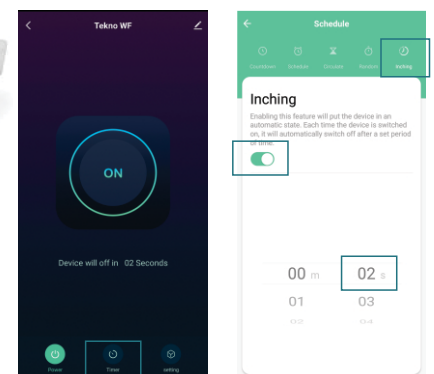 Tekno WF
ON
Device will off in 02 Seconds
Power
Timer
setting
Schedule
Countdown Schedule Circulate Random Inching
Inching
Enabling this feature will put the device in an
automatic state. Each time the device is switched
on, it will automatically switch off after a set period
of time.
00 m 02 s
01 03
02 04